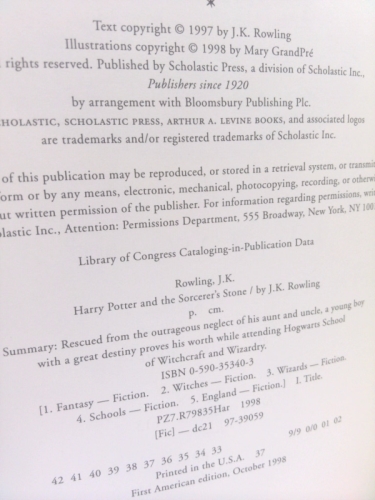 *
Text copyright © 1997 by J.K. Rowling
Illustrations copyright © 1998 by Mary GrandPré
rights reserved. Published by Scholastic Press, a division of Scholastic Inc.,
Publishers since 1920
by arrangement with Bloomsbury Publishing Plc.
HOLASTIC, SCHOLASTIC PRESS, ARTHUR A. LEVINE BOOKS, and associated logos
are trademarks and/or registered trademarks of Scholastic Inc.
of this publication may be reproduced, or stored in a retrieval system, or transmit
form or by any means, electronic, mechanical, photocopying, recording, or otherwi
ut written permission of the publisher. For information regarding permissions, writ
olastic Inc., Attention: Permissions Department, 555 Broadway, New York, NY 100
Library of Congress Cataloging-in-Publication Data
Rowling, J.K.
Harry Potter and the Sorcerer's Stone / by J.K. Rowling
p. cm.
Summary: Rescued from the outrageous neglect of his aunt and uncle, a young boy
with a great destiny proves his worth while attending Hogwarts School
of Witchcraft and Wizardry.
ISBN 0-590-35340-3
[1. Fantasy — Fiction. 2. Witches — Fiction. 3. Wizards — Fiction.
4. Schools — Fiction. 5. England — Fiction.] I. Title.
PZ7.R79835Har 1998
[Fic] — dc21 97-39059
42 41 40 39 38 37 36 35 34 33 9/9 0/0 01 02
Printed in the U.S.A. 37
First American edition, October 1998